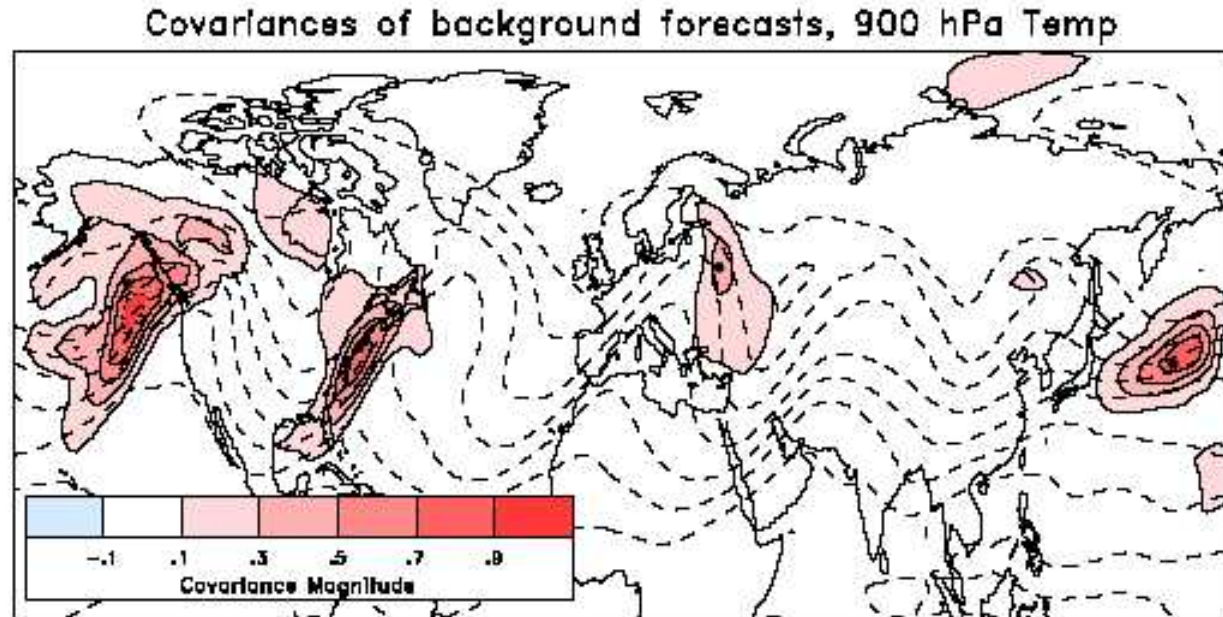 Covariances of background forecasts, 900 hPa Temp
-.1 .1 .3 .5 .7 .9
Covariance Magnitude